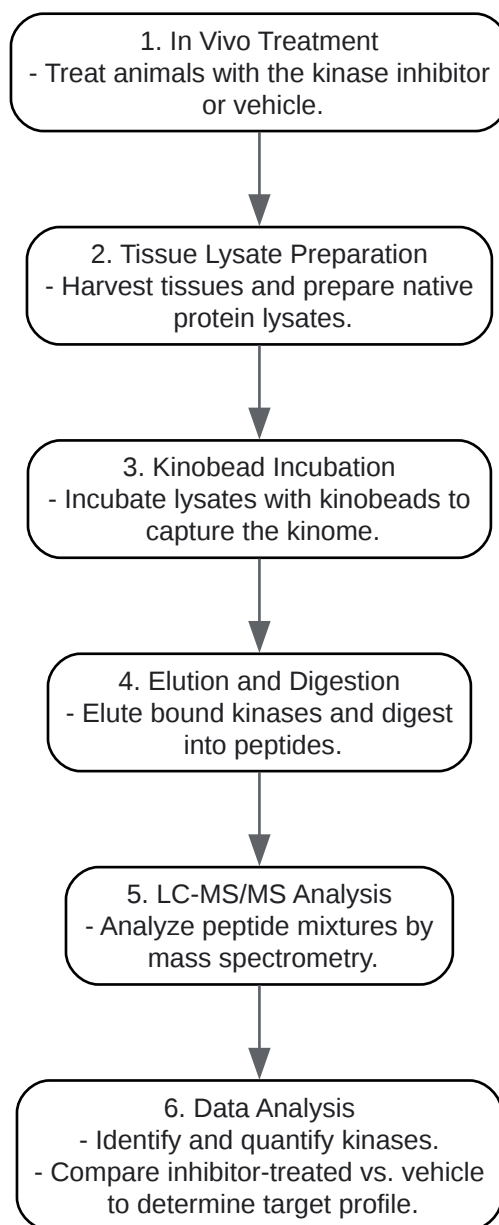 1. In Vivo Treatment
- Treat animals with the kinase inhibitor
or vehicle.
2. Tissue Lysate Preparation
- Harvest tissues and prepare native
protein lysates.
3. Kinobead Incubation
- Incubate lysates with kinobeads to
capture the kinome.
4. Elution and Digestion
- Elute bound kinases and digest
into peptides.
5. LC-MS/MS Analysis
- Analyze peptide mixtures by
mass spectrometry.
6. Data Analysis
- Identify and quantify kinases.
- Compare inhibitor-treated vs. vehicle
to determine target profile.